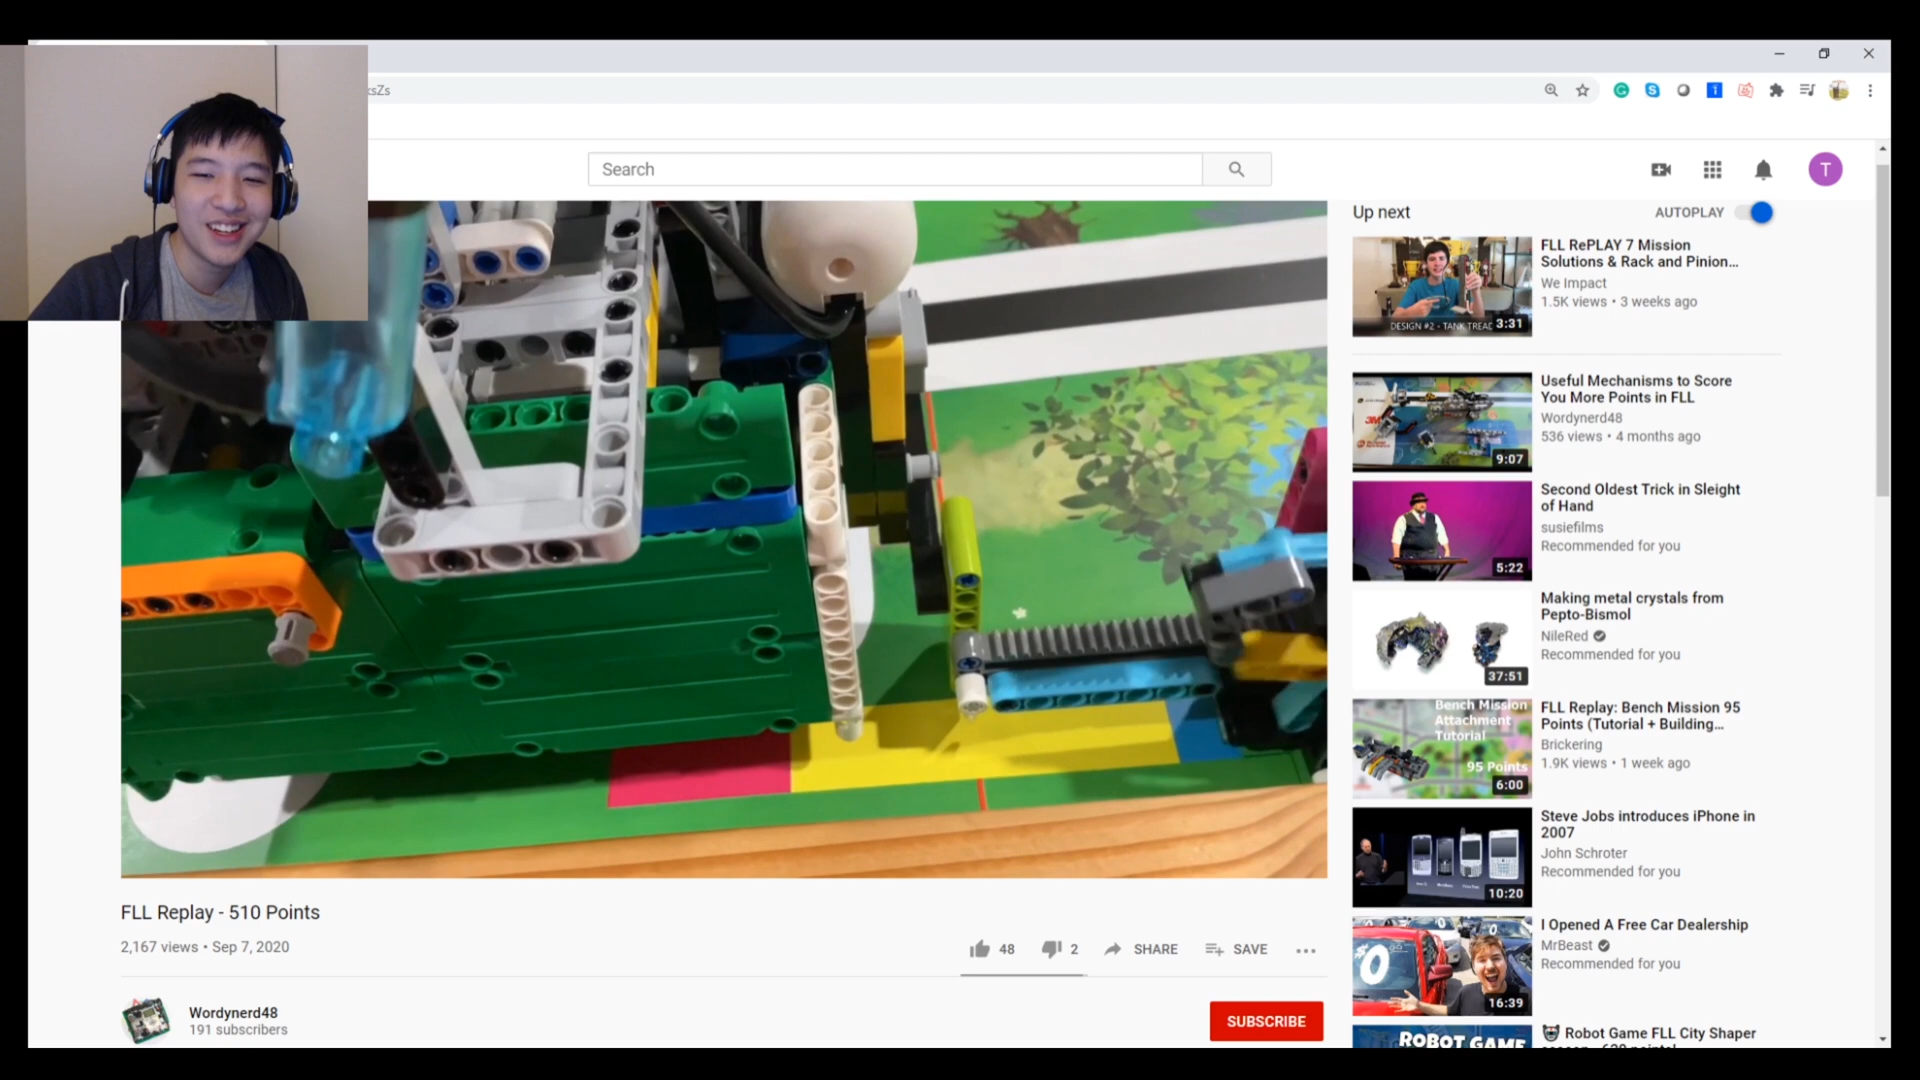 ksZs
Search
T
Up next
AUTOPLAY
FLL RePLAY 7 Mission
Solutions & Rack and Pinion...
We Impact
1.5K views • 3 weeks ago
DESIGN #2 - TANK TREAD
3:31
Useful Mechanisms to Score
You More Points in FLL
Wordynerd48
536 views • 4 months ago
3M
9:07
Second Oldest Trick in Sleight
of Hand
susiefilms
Recommended for you
5:22
Making metal crystals from
Pepto-Bismol
NileRed
Recommended for you
37:51
FLL Replay: Bench Mission 95
Points (Tutorial + Building...
Brickering
1.9K views • 1 week ago
Bench Mission
Attachment
Tutorial
95 Points
6:00
Steve Jobs introduces iPhone in
2007
John Schroter
Recommended for you
10:20
I Opened A Free Car Dealership
MrBeast
Recommended for you
$0
16:39
Robot Game FLL City Shaper
ROBOT GAME
FLL Replay - 510 Points
2,167 views • Sep 7, 2020
48
2
SHARE
SAVE
Wordynerd48
191 subscribers
SUBSCRIBE